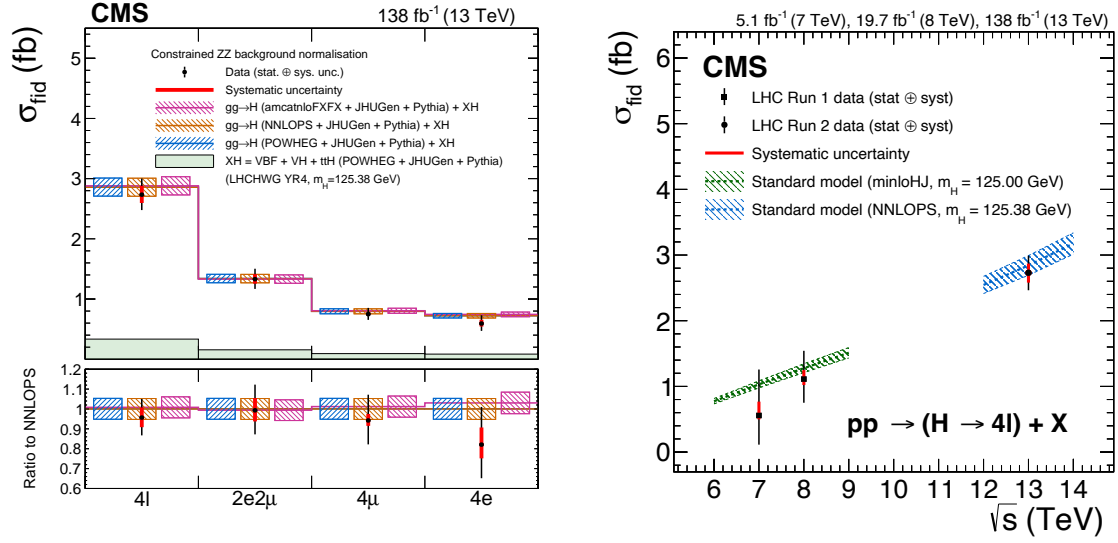 CMS
138 fb⁻¹ (13 TeV)
σfid (fb)
5
4
3
2
1
Constrained ZZ background normalisation
Data (stat. ⊕ sys. unc.)
Systematic uncertainty
gg→H (amcatnloFXFX + JHUGen + Pythia) + XH
gg→H (NNLOPS + JHUGen + Pythia) + XH
gg→H (POWHEG + JHUGen + Pythia) + XH
XH = VBF + VH + ttH (POWHEG + JHUGen + Pythia)
(LHCHWG YR4, mH=125.38 GeV)
Ratio to NNLOPS
1.2
1.1
1
0.9
0.8
0.7
0.6
4l
2e2μ
4μ
4e
5.1 fb⁻¹ (7 TeV), 19.7 fb⁻¹ (8 TeV), 138 fb⁻¹ (13 TeV)
σfid (fb)
6
5
4
3
2
1
0
CMS
LHC Run 1 data (stat ⊕ syst)
LHC Run 2 data (stat ⊕ syst)
Systematic uncertainty
Standard model (minloHJ, mH = 125.00 GeV)
Standard model (NNLOPS, mH = 125.38 GeV)
pp → (H → 4l) + X
6 7 8 9 10 11 12 13 14
√s (TeV)